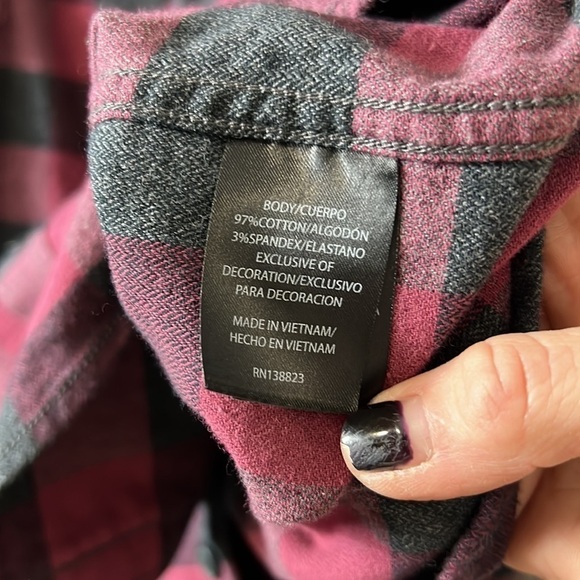 BODY/CUERPO
97%COTTON/ALGODÓN
3%SPANDEX/ELASTANO
EXCLUSIVE OF
DECORATION/EXCLUSIVO
PARA DECORACION
MADE IN VIETNAM/
HECHO EN VIETNAM
RN138823